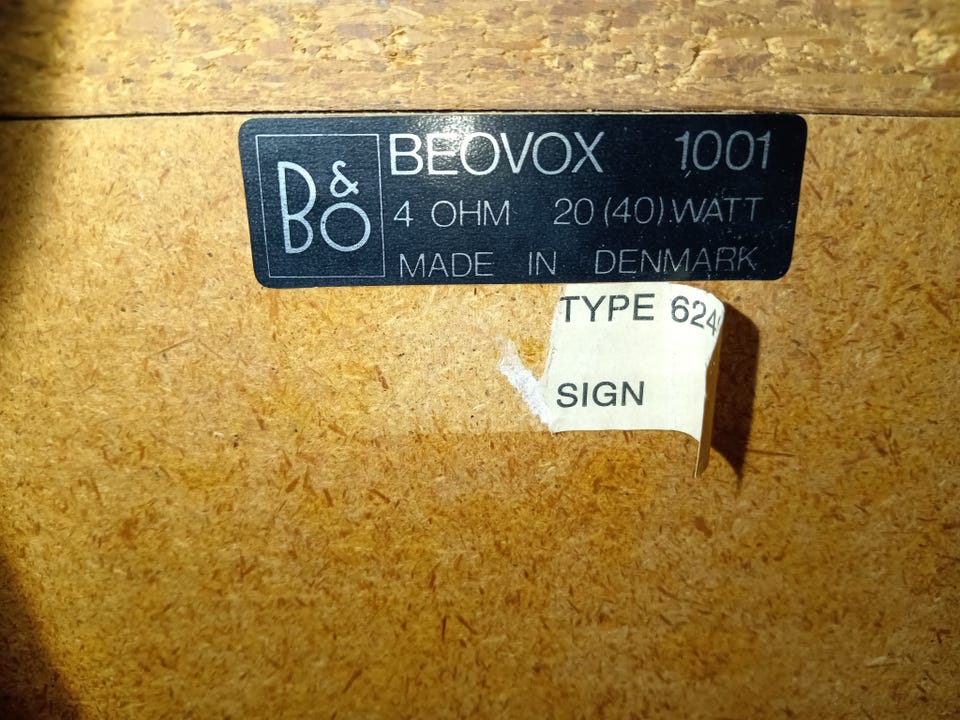 B&O
BEOVOX 1001
4 OHM 20 (40) WATT
MADE IN DENMARK
TYPE 624
SIGN